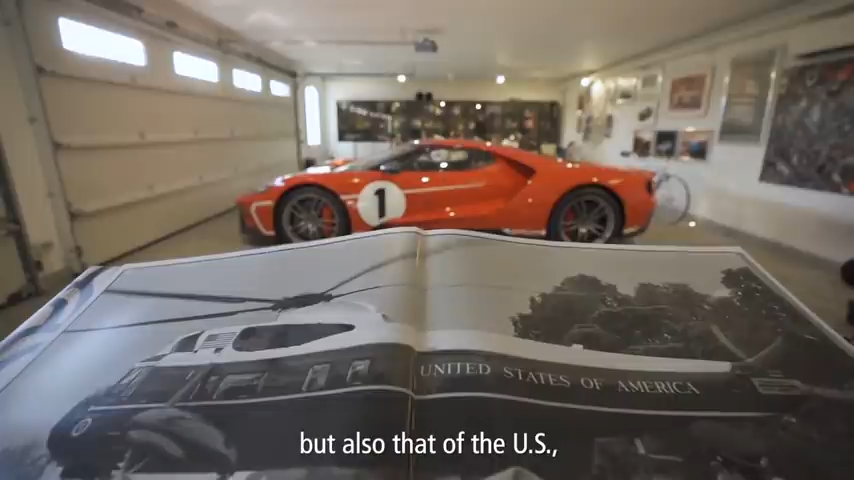 1
UNITED STATES OF AMERICA
but also that of the U.S.,